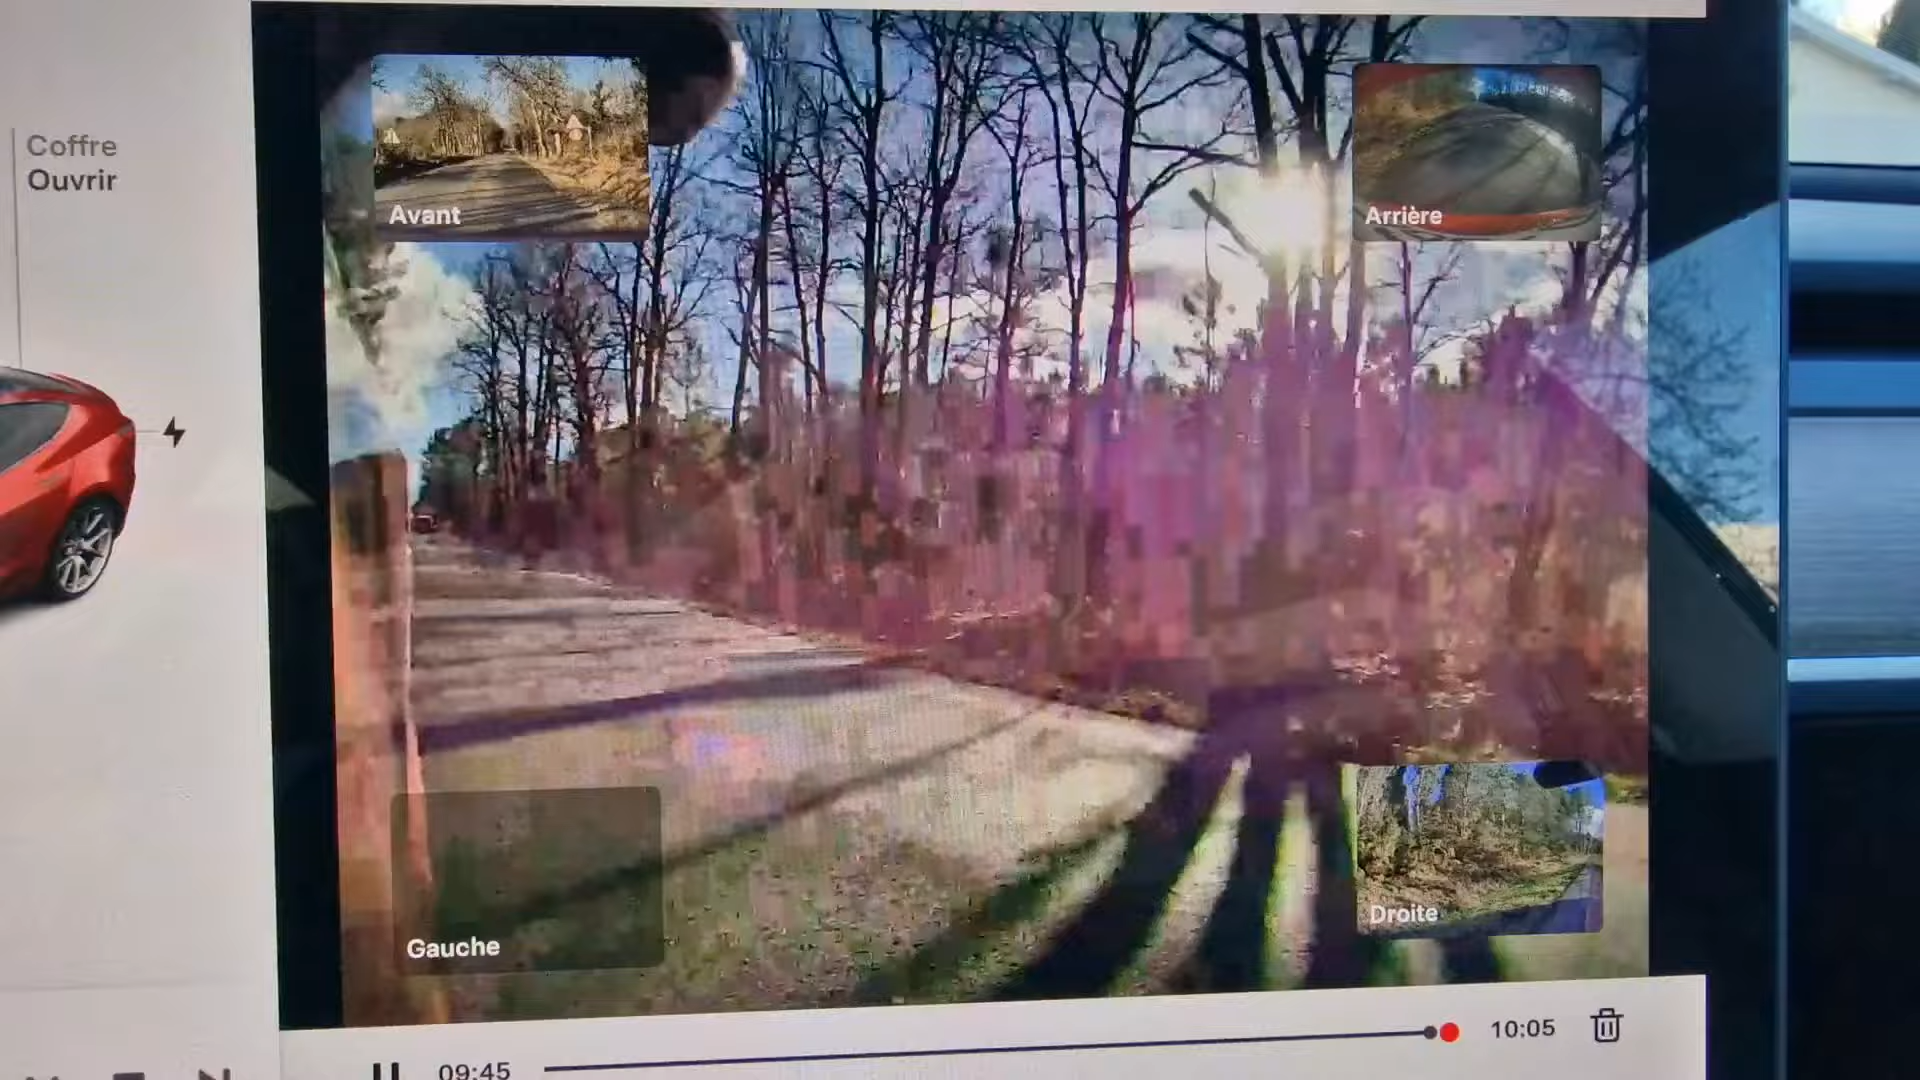 Coffre
Ouvrir
Avant
Arrière
Gauche
Droite
09:45
10:05